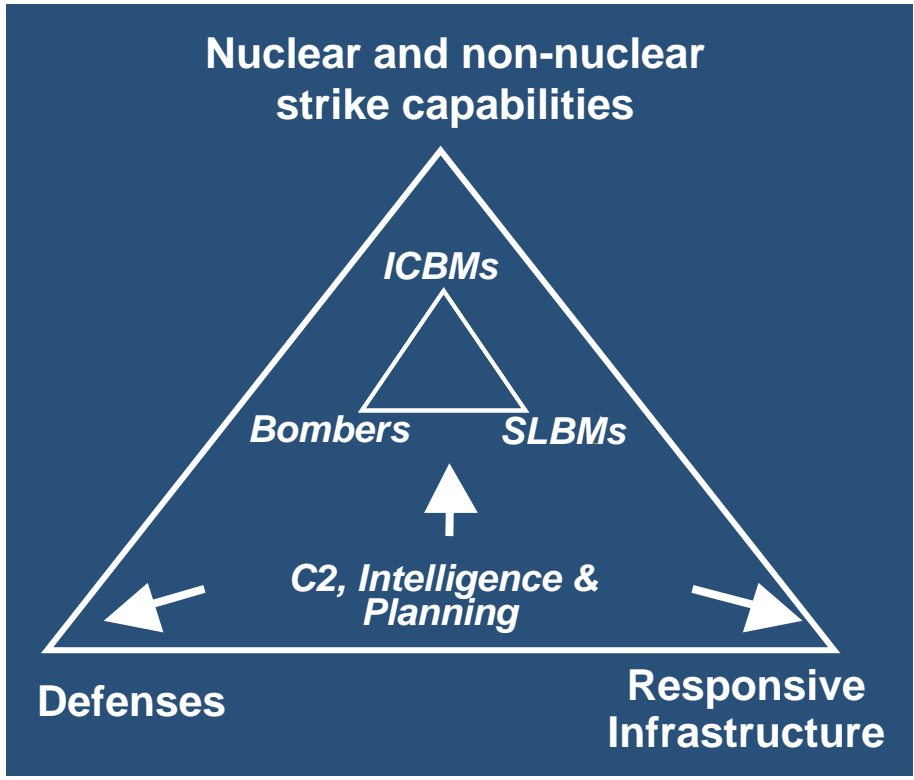 Nuclear and non-nuclear
strike capabilities
ICBMs
Bombers
SLBMs
C2, Intelligence &
Planning
Defenses
Responsive
Infrastructure